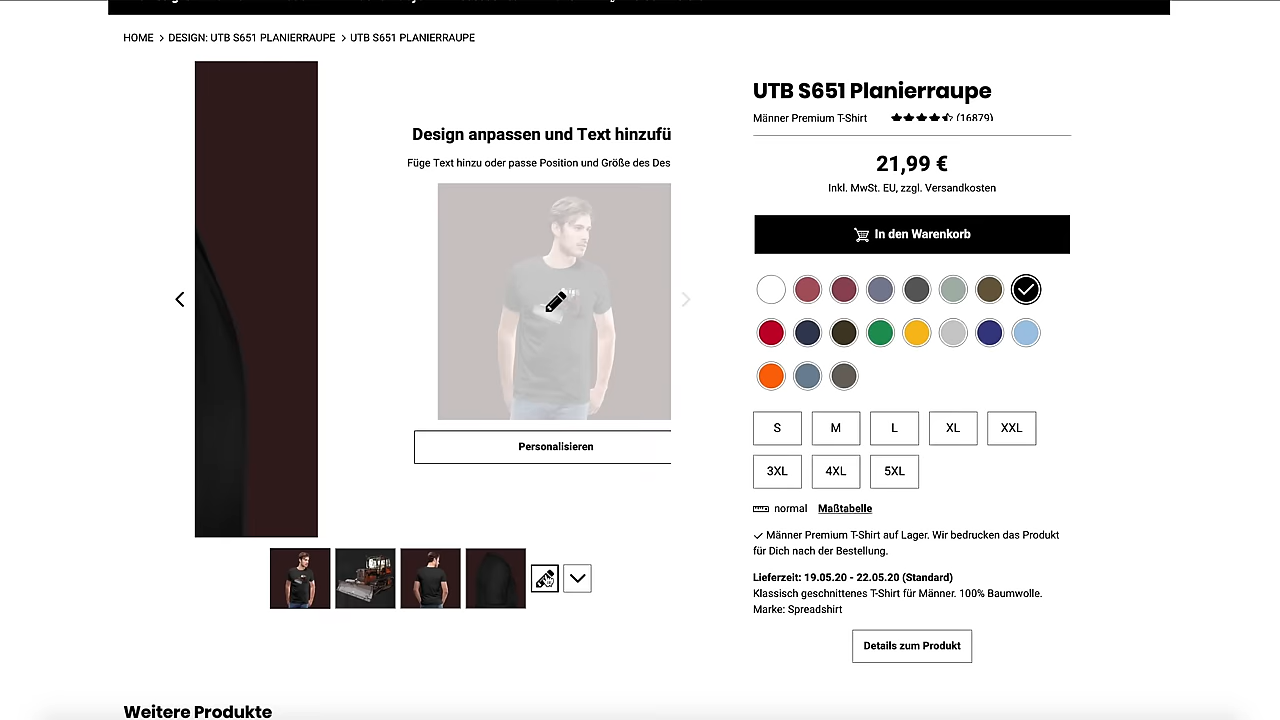 HOME > DESIGN: UTB S651 PLANIERRAUPE > UTB S651 PLANIERRAUPE
Design anpassen und Text hinzufü
Füge Text hinzu oder passe Position und Größe des Des
Personalisieren
UTB S651 Planierraupe
Männer Premium T-Shirt (16879)
21,99 €
Inkl. MwSt. EU, zzgl. Versandkosten
In den Warenkorb
S M L XL XXL
3XL 4XL 5XL
normal Maßtabelle
Männer Premium T-Shirt auf Lager. Wir bedrucken das Produkt
für Dich nach der Bestellung.
Lieferzeit: 19.05.20 - 22.05.20 (Standard)
Klassisch geschnittenes T-Shirt für Männer. 100% Baumwolle.
Marke: Spreadshirt
Details zum Produkt
Weitere Produkte